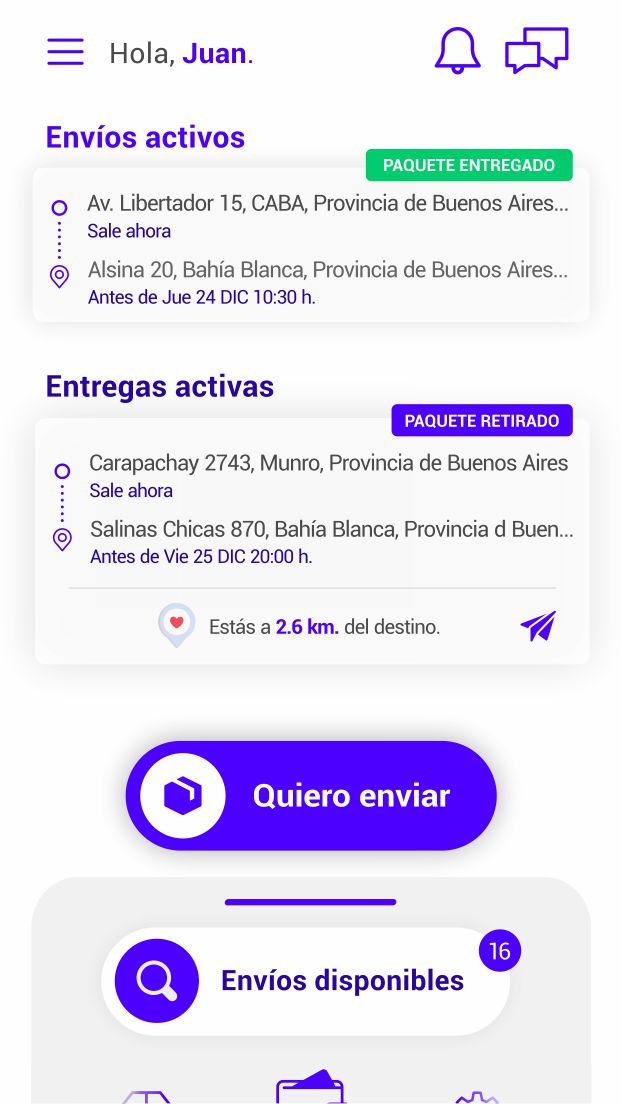 Hola, Juan.
Envíos activos
PAQUETE ENTREGADO
Av. Libertador 15, CABA, Provincia de Buenos Aires...
Sale ahora
Alsina 20, Bahía Blanca, Provincia de Buenos Aires...
Antes de Jue 24 DIC 10:30 h.
Entregas activas
PAQUETE RETIRADO
Carapachay 2743, Munro, Provincia de Buenos Aires
Sale ahora
Salinas Chicas 870, Bahía Blanca, Provincia d Buen...
Antes de Vie 25 DIC 20:00 h.
Estás a 2.6 km. del destino.
Quiero enviar
16
Envíos disponibles